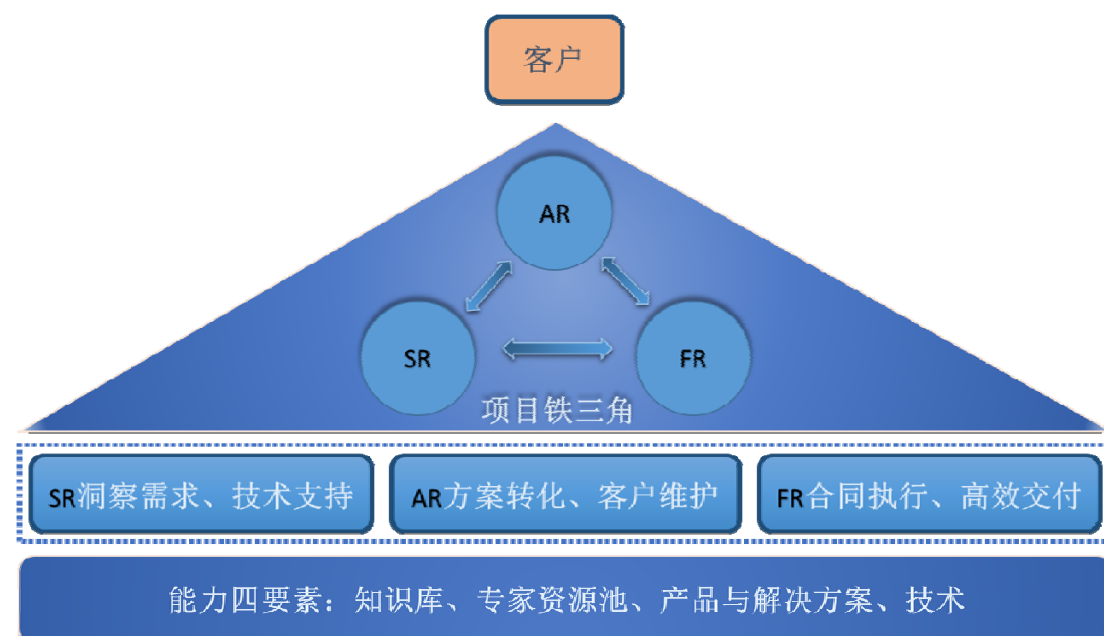 客户
AR
SR
FR
项目铁三角
SR洞察需求、技术支持
AR方案转化、客户维护
FR合同执行、高效交付
能力四要素：知识库、专家资源池、产品与解决方案、技术